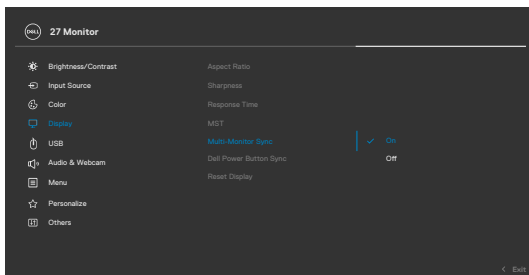 DELL 27 Monitor
Brightness/Contrast
Input Source
Color
Display
USB
Audio & Webcam
Menu
Personalize
Others
Aspect Ratio
Sharpness
Response Time
MST
Multi-Monitor Sync
Dell Power Button Sync
Reset Display
On
Off
Exit